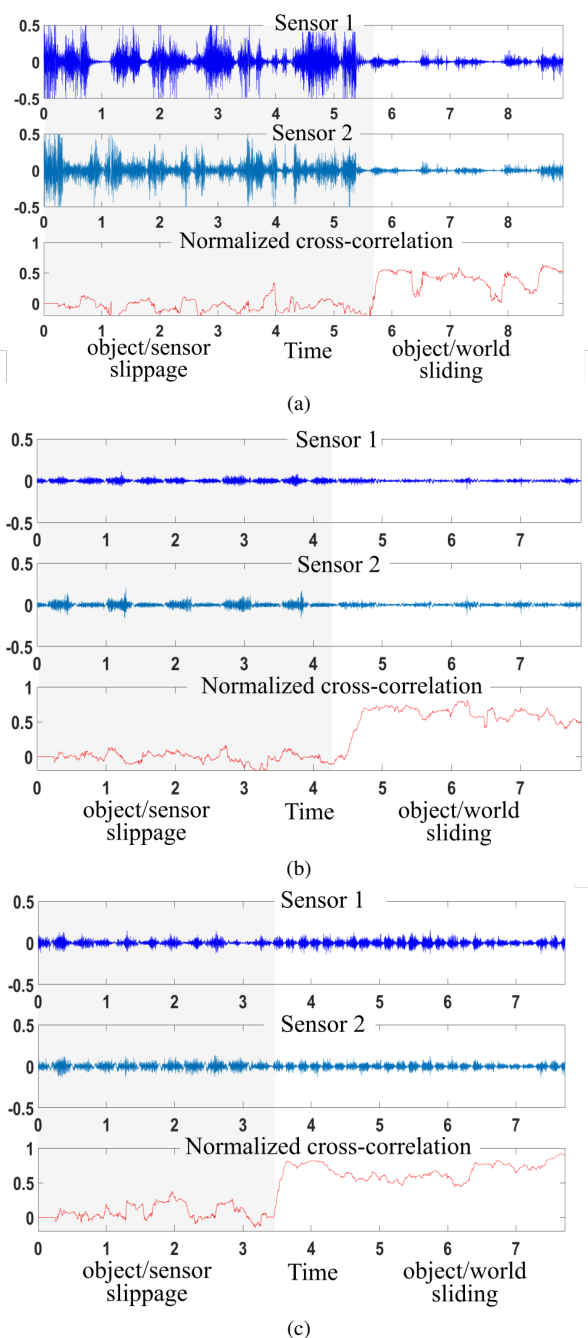 Sensor 1
0.5
0
-0.5
0 1 2 3 4 5 6 7 8
Sensor 2
0.5
0
-0.5
0 1 2 3 4 5 6 7 8
Normalized cross-correlation
1
0.5
0
0 1 2 3 4 5 6 7 8
object/sensor slippage Time object/world sliding
(a)
Sensor 1
0.5
0
-0.5
0 1 2 3 4 5 6 7
Sensor 2
0.5
0
-0.5
0 1 2 3 4 5 6 7
Normalized cross-correlation
1
0.5
0
0 1 2 3 4 5 6 7
object/sensor slippage Time object/world sliding
(b)
Sensor 1
0.5
0
-0.5
0 1 2 3 4 5 6 7
Sensor 2
0.5
0
-0.5
0 1 2 3 4 5 6 7
Normalized cross-correlation
1
0.5
0
0 1 2 3 4 5 6 7
object/sensor slippage Time object/world sliding
(c)